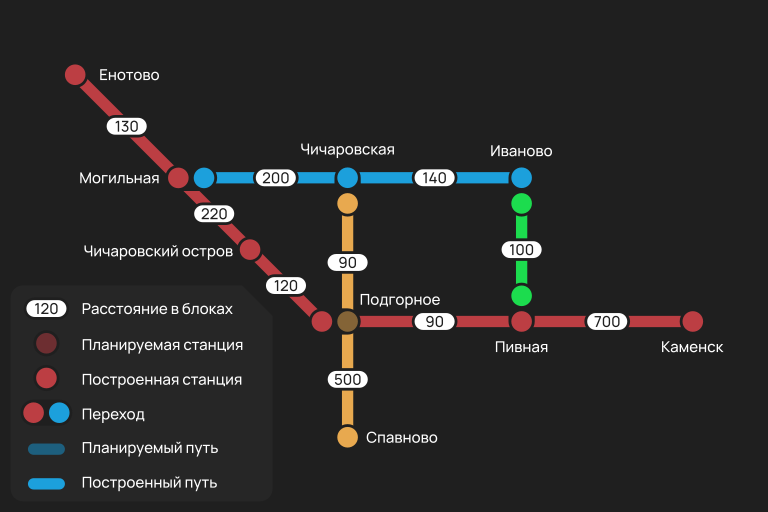 Енотово
130
Чичаровская
Иваново
Могильная
200
140
220
Чичаровский остров
90
100
120
Подгорное
90
700
Пивная
Каменск
500
Спавново
120 Расстояние в блоках
Планируемая станция
Построенная станция
Переход
Планируемый путь
Построенный путь